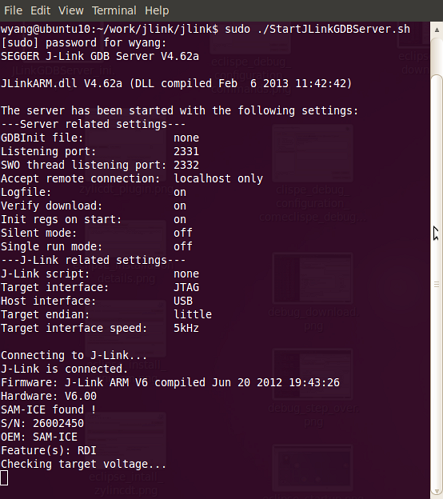 File Edit View Terminal Help
wyang@ubuntu10:~/work/jlink/jlink$ sudo ./StartJLinkGDBServer.sh
[sudo] password for wyang:
SEGGER J-Link GDB Server V4.62a
JLinkARM.dll V4.62a (DLL compiled Feb  6 2013 11:42:42)
The server has been started with the following settings:
---Server related settings---
GDBInit file: none
Listening port: 2331
SWO thread listening port: 2332
Accept remote connection: localhost only
Logfile: on
Verify download: on
Init regs on start: on
Silent mode: off
Single run mode: off
---J-Link related settings---
J-Link script: none
Target interface: JTAG
Host interface: USB
Target endian: little
Target interface speed: 5kHz
Connecting to J-Link...
J-Link is connected.
Firmware: J-Link ARM V6 compiled Jun 20 2012 19:43:26
Hardware: V6.00
SAM-ICE found !
S/N: 26002450
OEM: SAM-ICE
Feature(s): RDI
Checking target voltage...